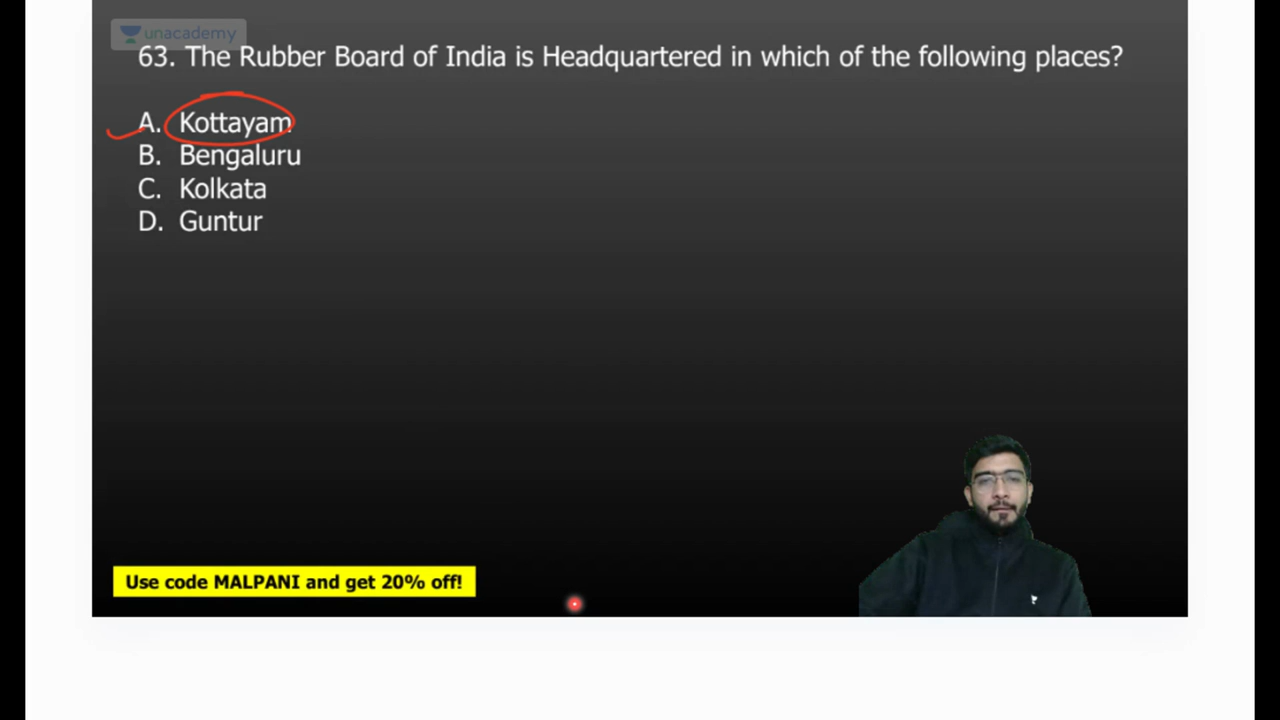 unacademy
63. The Rubber Board of India is Headquartered in which of the following places?
A. Kottayam
B. Bengaluru
C. Kolkata
D. Guntur
Use code MALPANI and get 20% off!